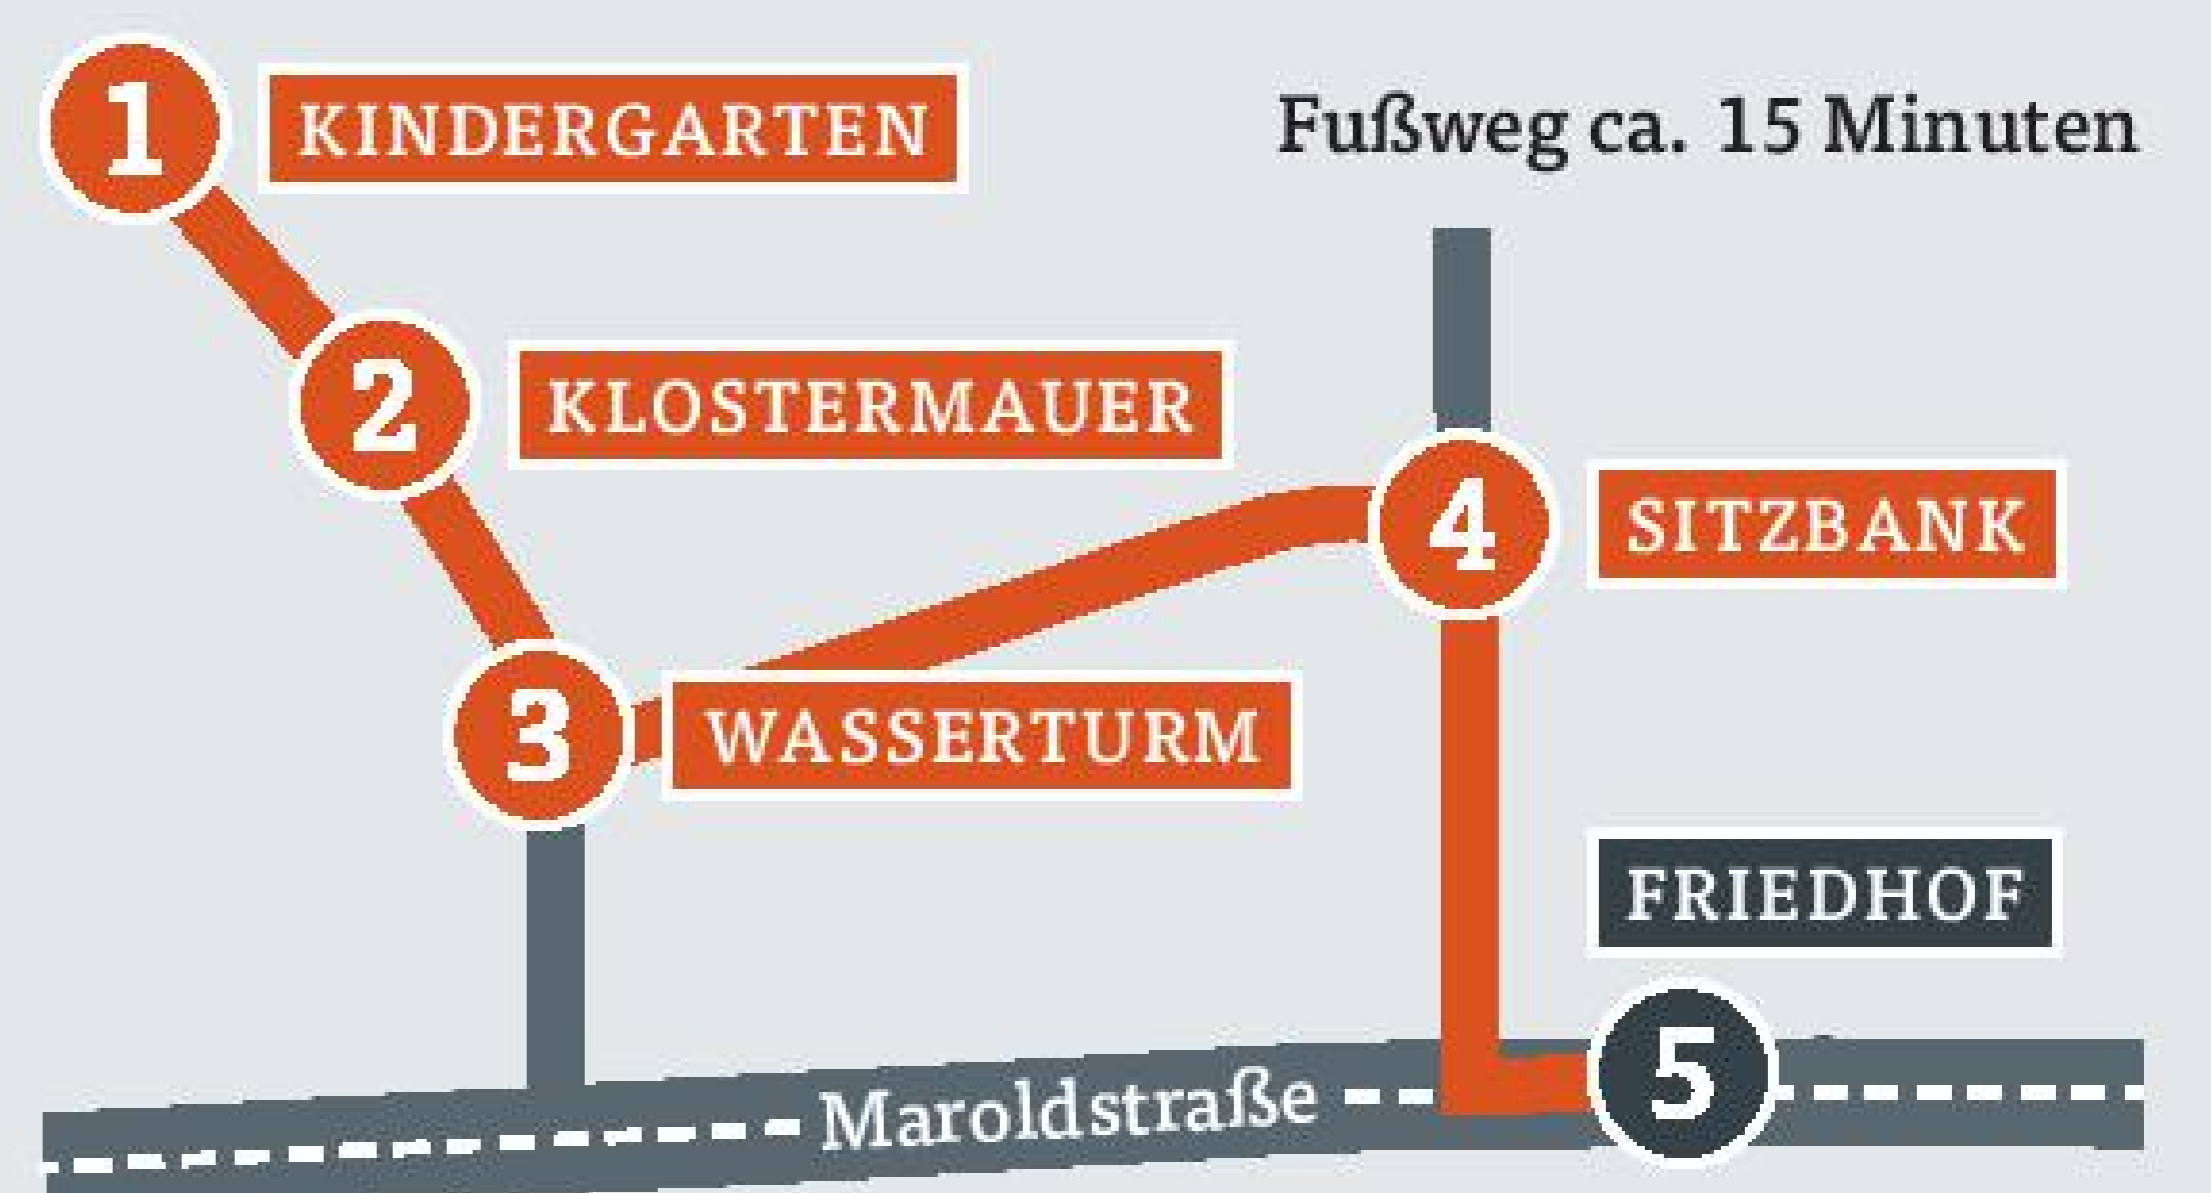 1 KINDERGARTEN
Fußweg ca. 15 Minuten
2 KLOSTERMAUER
4 SITZBANK
3 WASSERTURM
FRIEDHOF
5
Maroldstraße